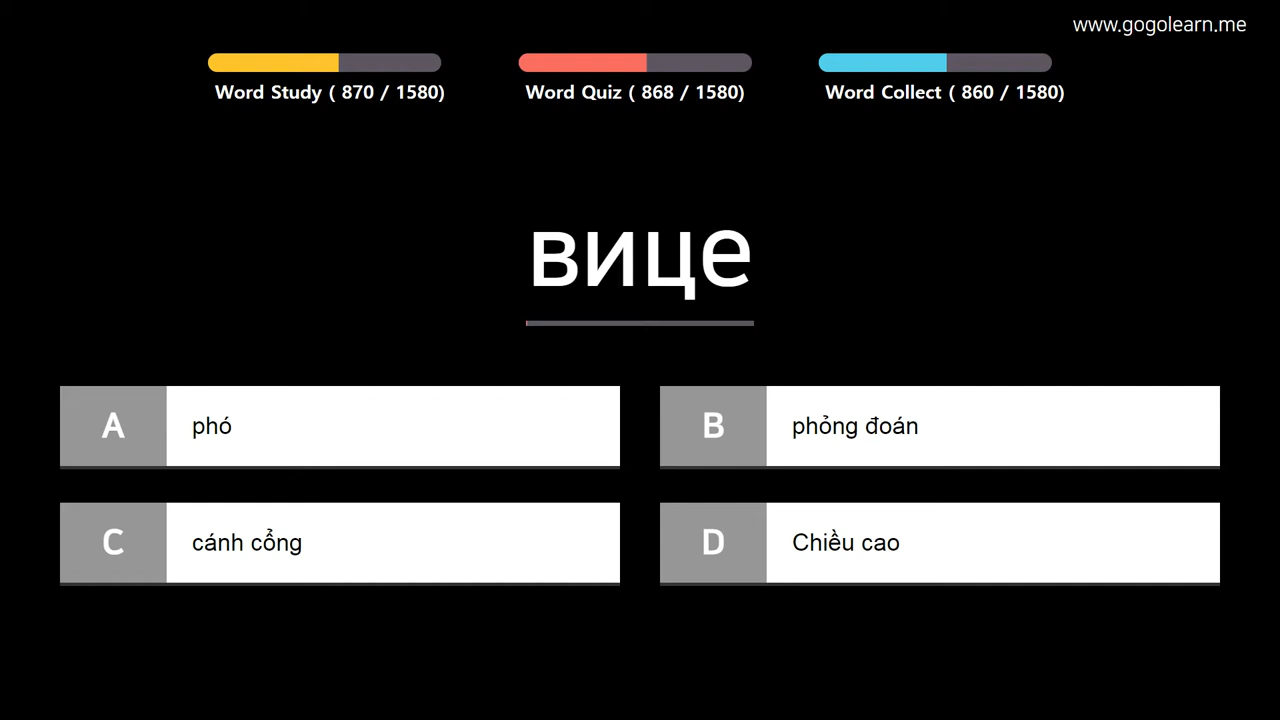 www.gogolearn.me
Word Study ( 870 / 1580)
Word Quiz ( 868 / 1580)
Word Collect ( 860 / 1580)
вице
A phó
B phỏng đoán
C cánh cổng
D Chiều cao